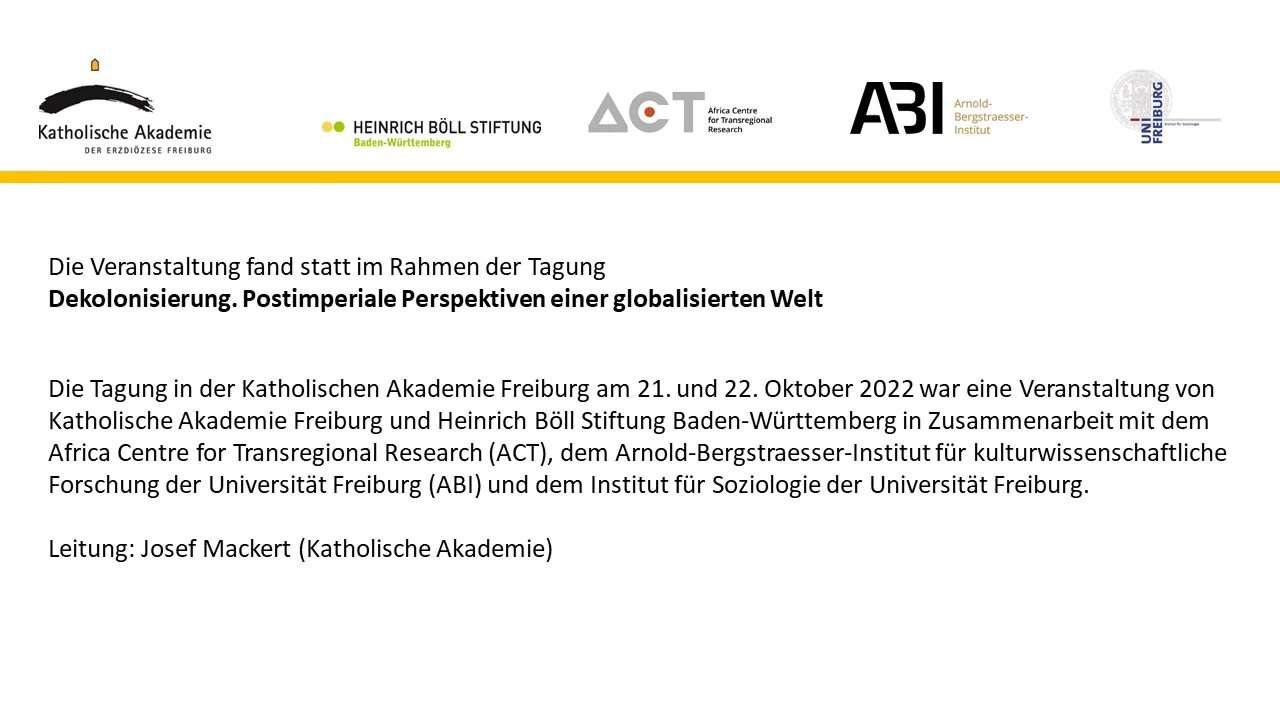 Katholische Akademie
DER ERZDIÖZESE FREIBURG
HEINRICH BÖLL STIFTUNG
Baden-Württemberg
ACT
Africa Centre
for Transregional
Research
ABI
Arnold-
Bergstraesser-
Institut
UNI
FREIBURG
Institut für Soziologie
Die Veranstaltung fand statt im Rahmen der Tagung
Dekolonisierung. Postimperiale Perspektiven einer globalisierten Welt
Die Tagung in der Katholischen Akademie Freiburg am 21. und 22. Oktober 2022 war eine Veranstaltung von
Katholische Akademie Freiburg und Heinrich Böll Stiftung Baden-Württemberg in Zusammenarbeit mit dem
Africa Centre for Transregional Research (ACT), dem Arnold-Bergstraesser-Institut für kulturwissenschaftliche
Forschung der Universität Freiburg (ABI) und dem Institut für Soziologie der Universität Freiburg.
Leitung: Josef Mackert (Katholische Akademie)